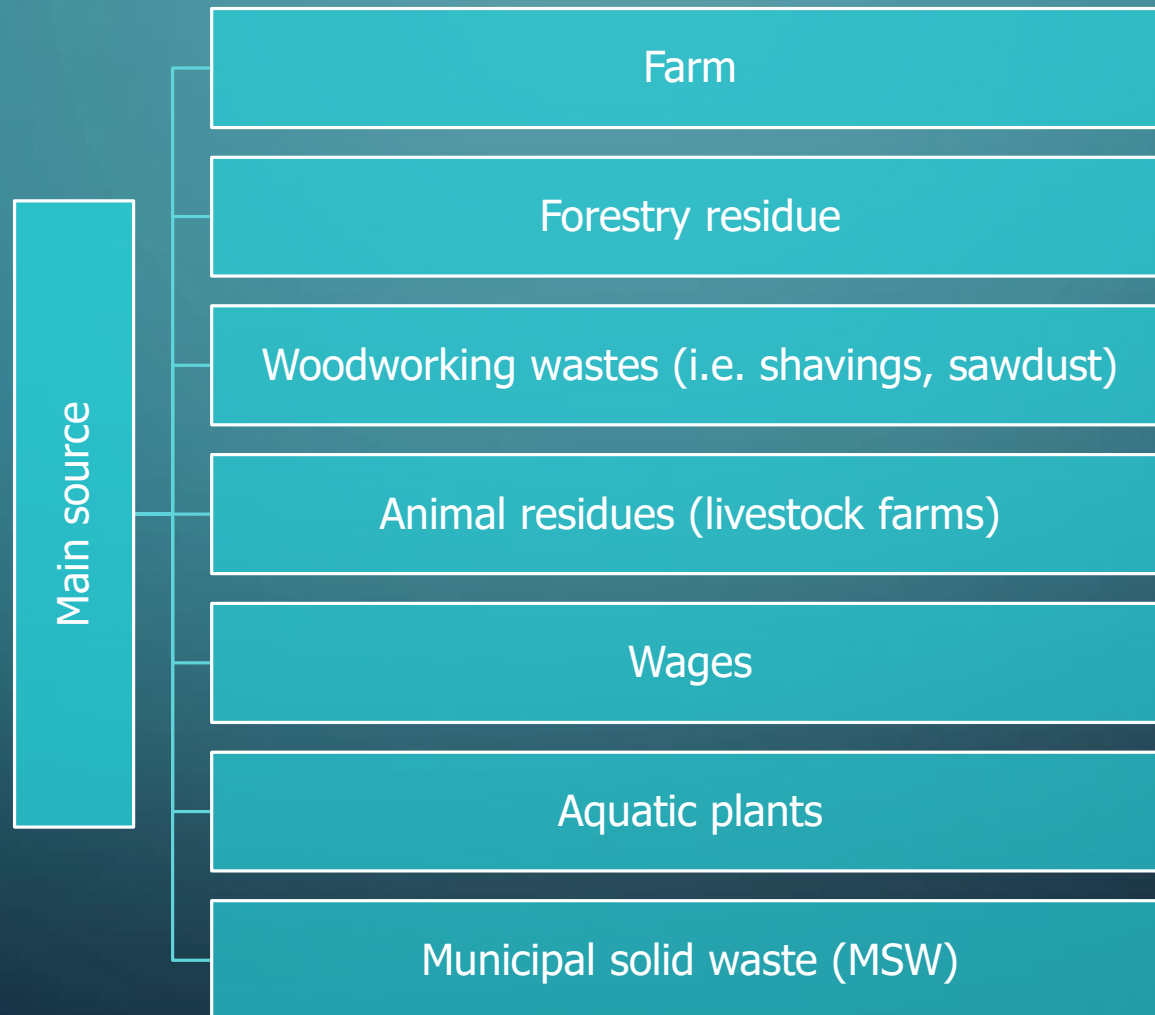 Main source
Farm
Forestry residue
Woodworking wastes (i.e. shavings, sawdust)
Animal residues (livestock farms)
Wages
Aquatic plants
Municipal solid waste (MSW)